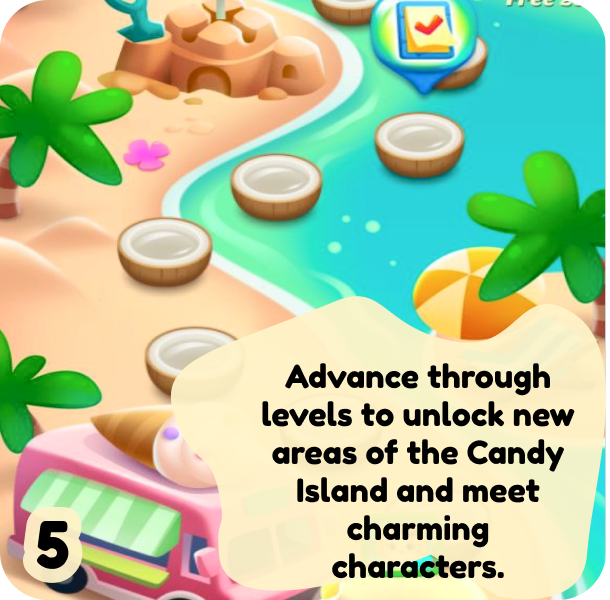 Advance through
levels to unlock new
areas of the Candy
Island and meet
charming
characters.
5